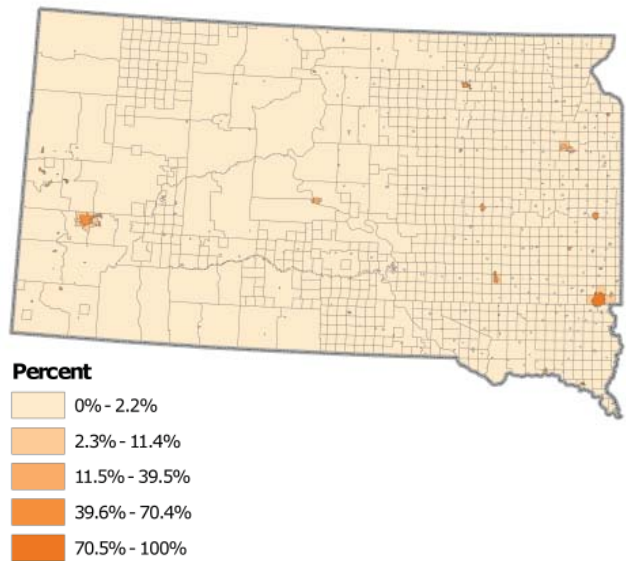 Percent
0% - 2.2%
2.3% - 11.4%
11.5% - 39.5%
39.6% - 70.4%
70.5% - 100%